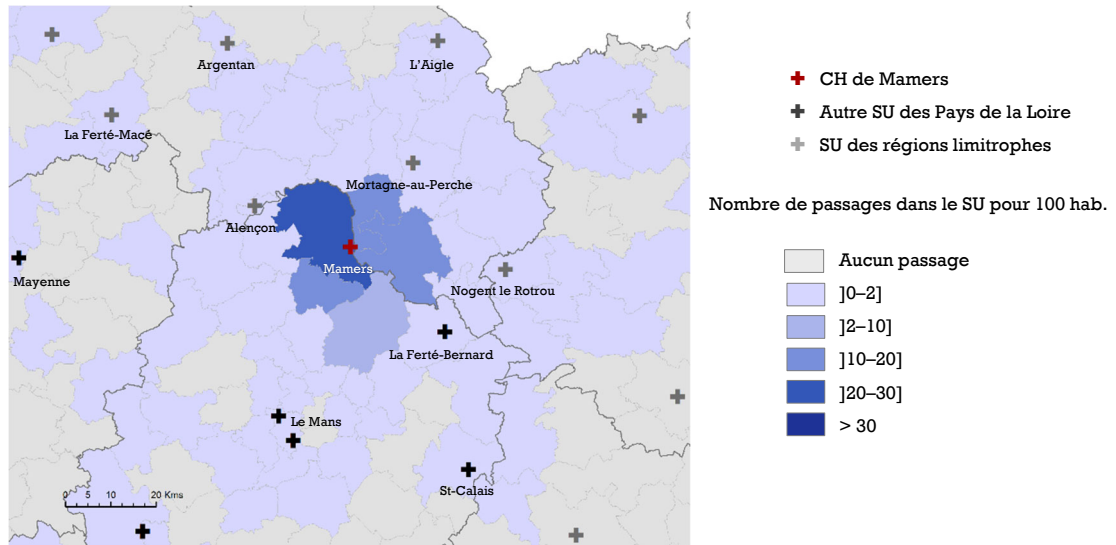 Argentan
L'Aigle
La Ferté-Macé
Mortagne-au-Perche
Alençon
Mamers
Mayenne
Nogent le Rotrou
La Ferté-Bernard
Le Mans
St-Calais
0 5 10 20 Kms
CH de Mamers
Autre SU des Pays de la Loire
SU des régions limitrophes
Nombre de passages dans le SU pour 100 hab.
Aucun passage
]0–2]
]2–10]
]10–20]
]20–30]
> 30